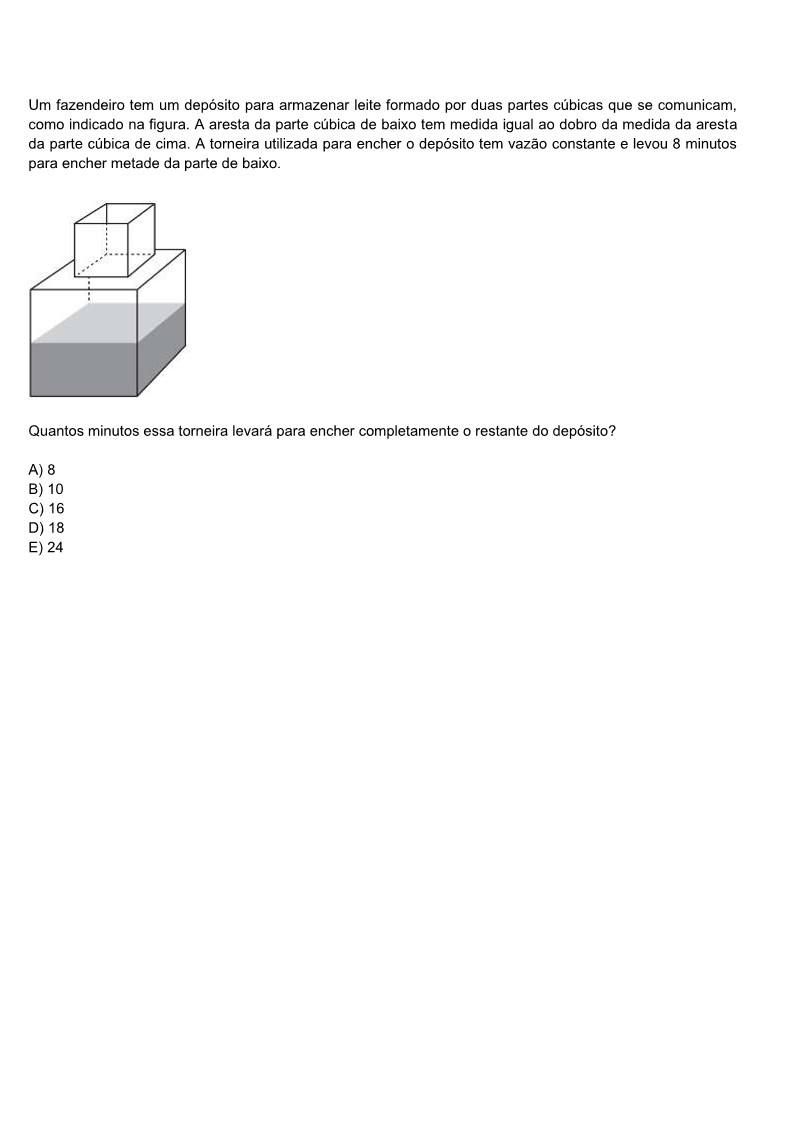 Um fazendeiro tem um depósito para armazenar leite formado por duas partes cúbicas que se comunicam,
como indicado na figura. A aresta da parte cúbica de baixo tem medida igual ao dobro da medida da aresta
da parte cúbica de cima. A torneira utilizada para encher o depósito tem vazão constante e levou 8 minutos
para encher metade da parte de baixo.
Quantos minutos essa torneira levará para encher completamente o restante do depósito?
A) 8
B) 10
C) 16
D) 18
E) 24